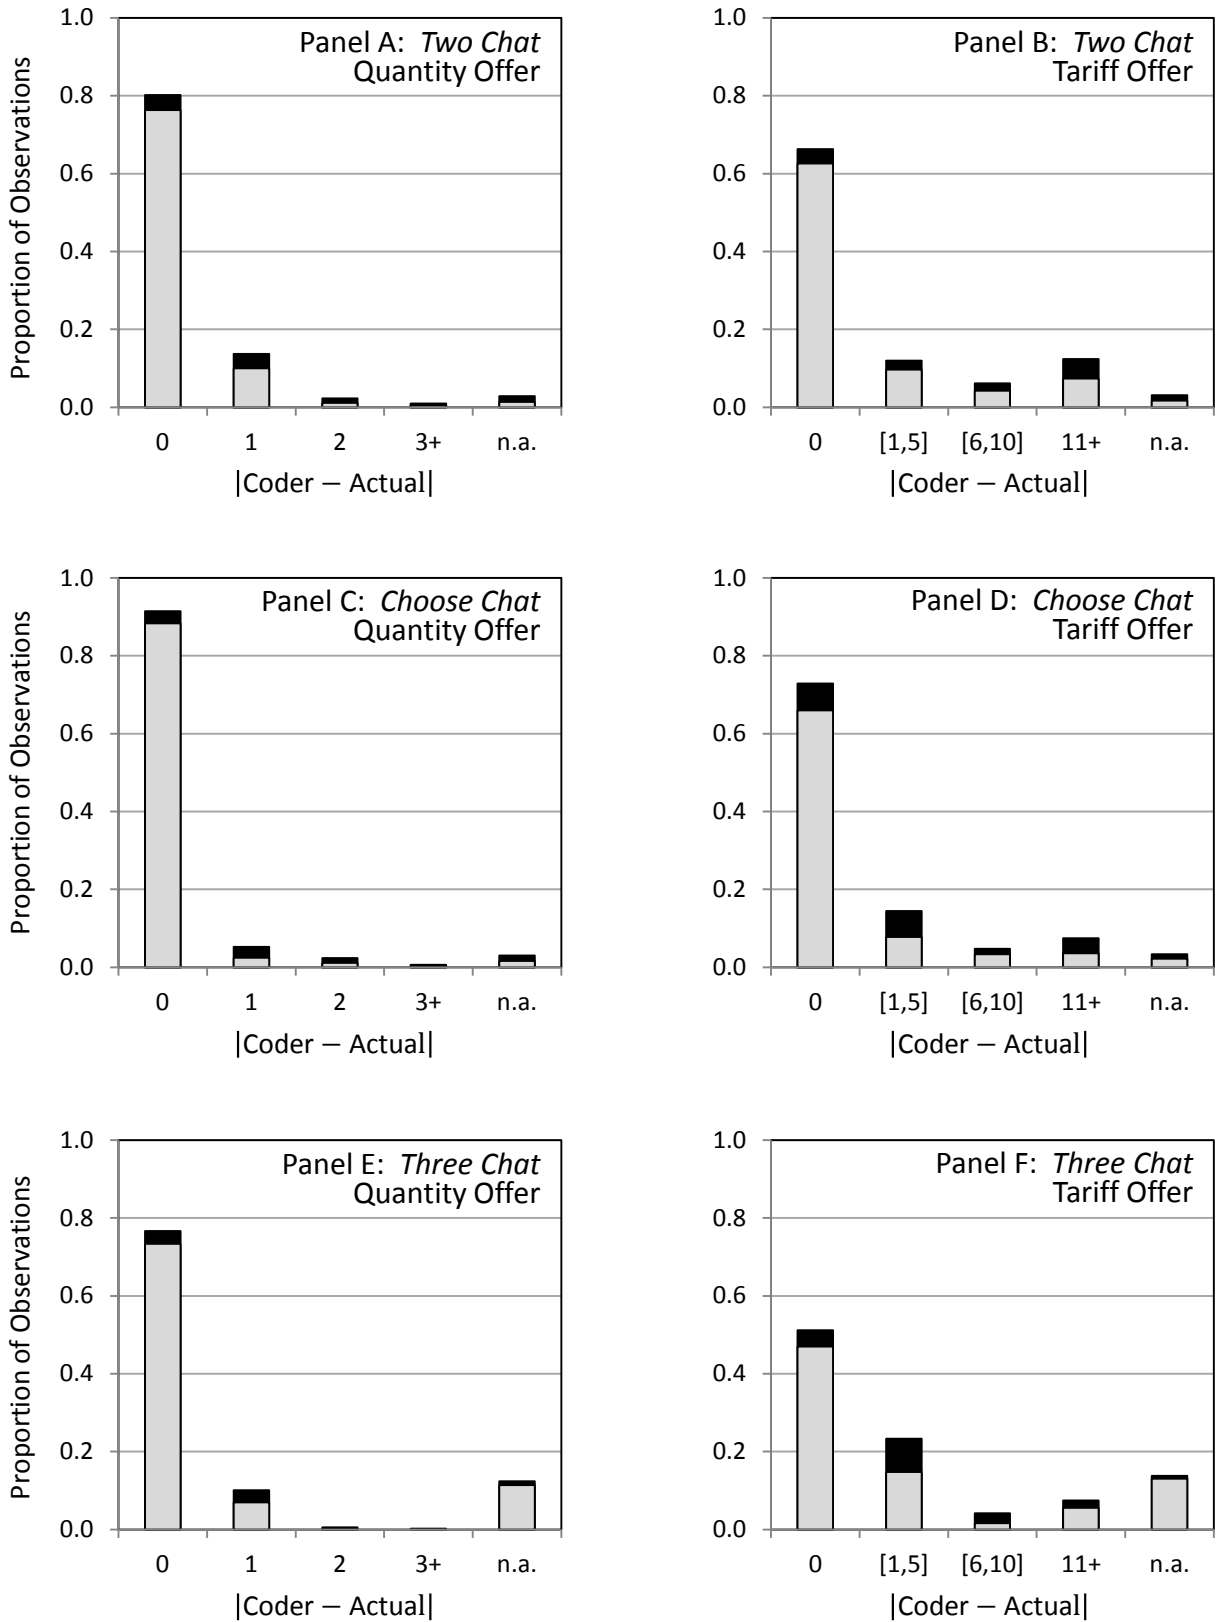 Proportion of Observations
1.0
0.8
0.6
0.4
0.2
0.0
Panel A: Two Chat
Quantity Offer
0 1 2 3+ n.a.
|Coder − Actual|
1.0
0.8
0.6
0.4
0.2
0.0
Panel B: Two Chat
Tariff Offer
0 [1,5] [6,10] 11+ n.a.
|Coder − Actual|
Proportion of Observations
1.0
0.8
0.6
0.4
0.2
0.0
Panel C: Choose Chat
Quantity Offer
0 1 2 3+ n.a.
|Coder − Actual|
1.0
0.8
0.6
0.4
0.2
0.0
Panel D: Choose Chat
Tariff Offer
0 [1,5] [6,10] 11+ n.a.
|Coder − Actual|
Proportion of Observations
1.0
0.8
0.6
0.4
0.2
0.0
Panel E: Three Chat
Quantity Offer
0 1 2 3+ n.a.
|Coder − Actual|
1.0
0.8
0.6
0.4
0.2
0.0
Panel F: Three Chat
Tariff Offer
0 [1,5] [6,10] 11+ n.a.
|Coder − Actual|